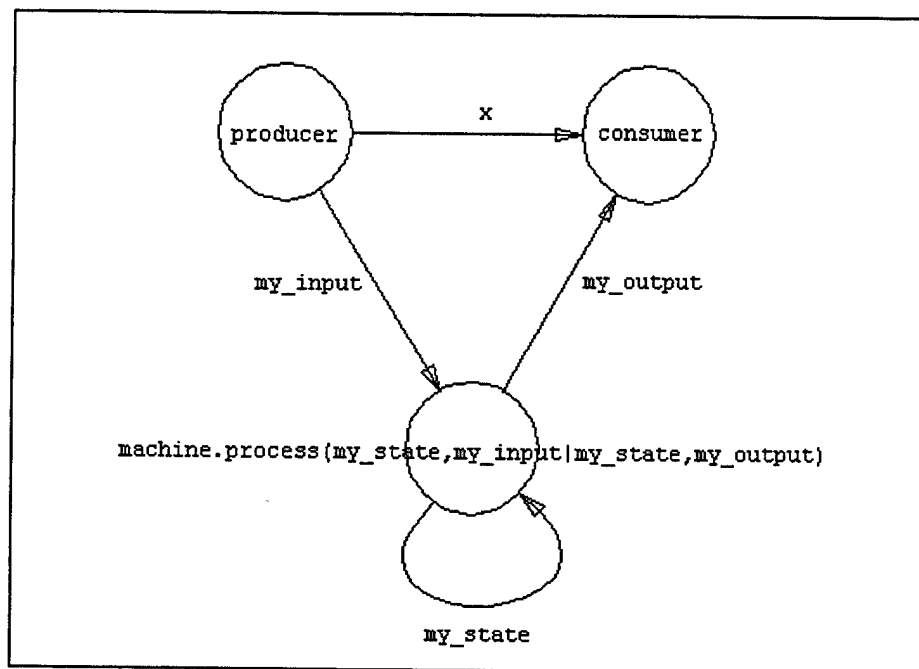 x
producer
consumer
my_input
my_output
machine.process(my_state,my_input|my_state,my_output)
my_state